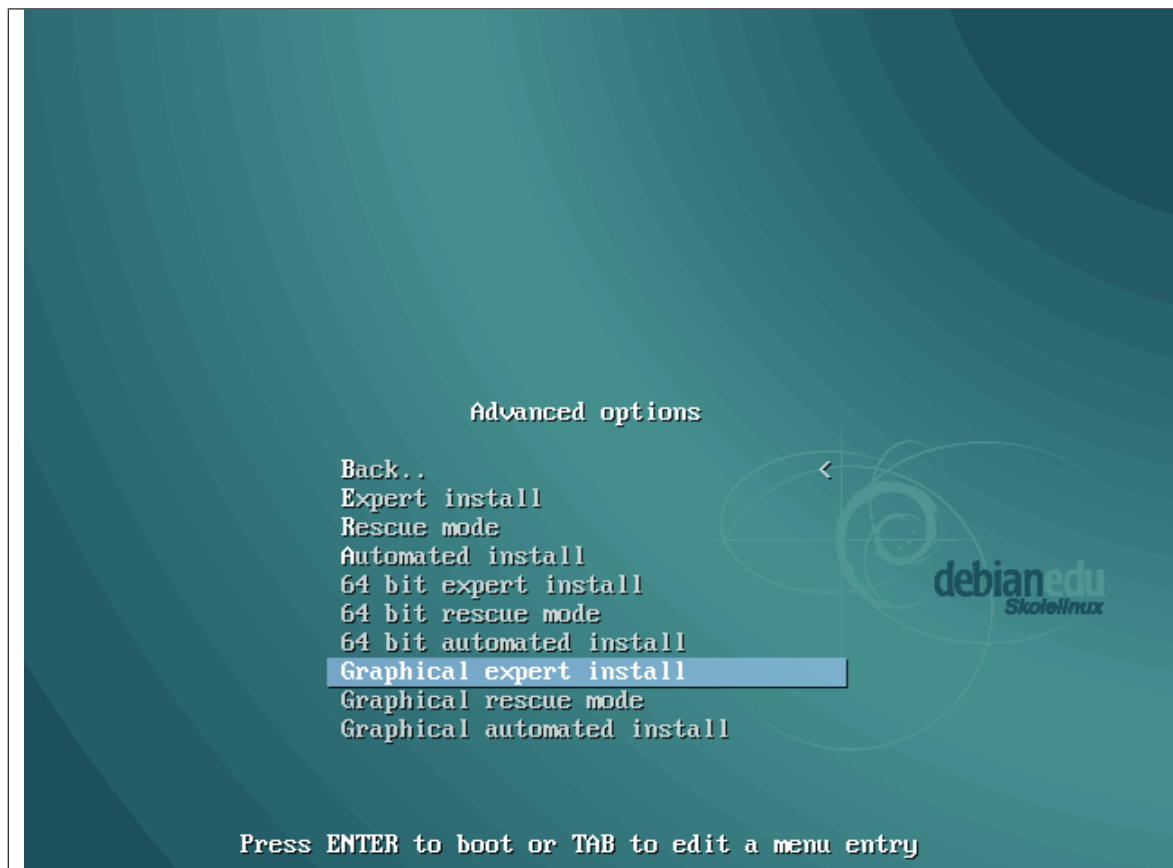 Advanced options
Back.. <
Expert install
Rescue mode
Automated install
64 bit expert install
64 bit rescue mode
64 bit automated install
Graphical expert install
Graphical rescue mode
Graphical automated install
debianedu
Skolelinux
Press ENTER to boot or TAB to edit a menu entry